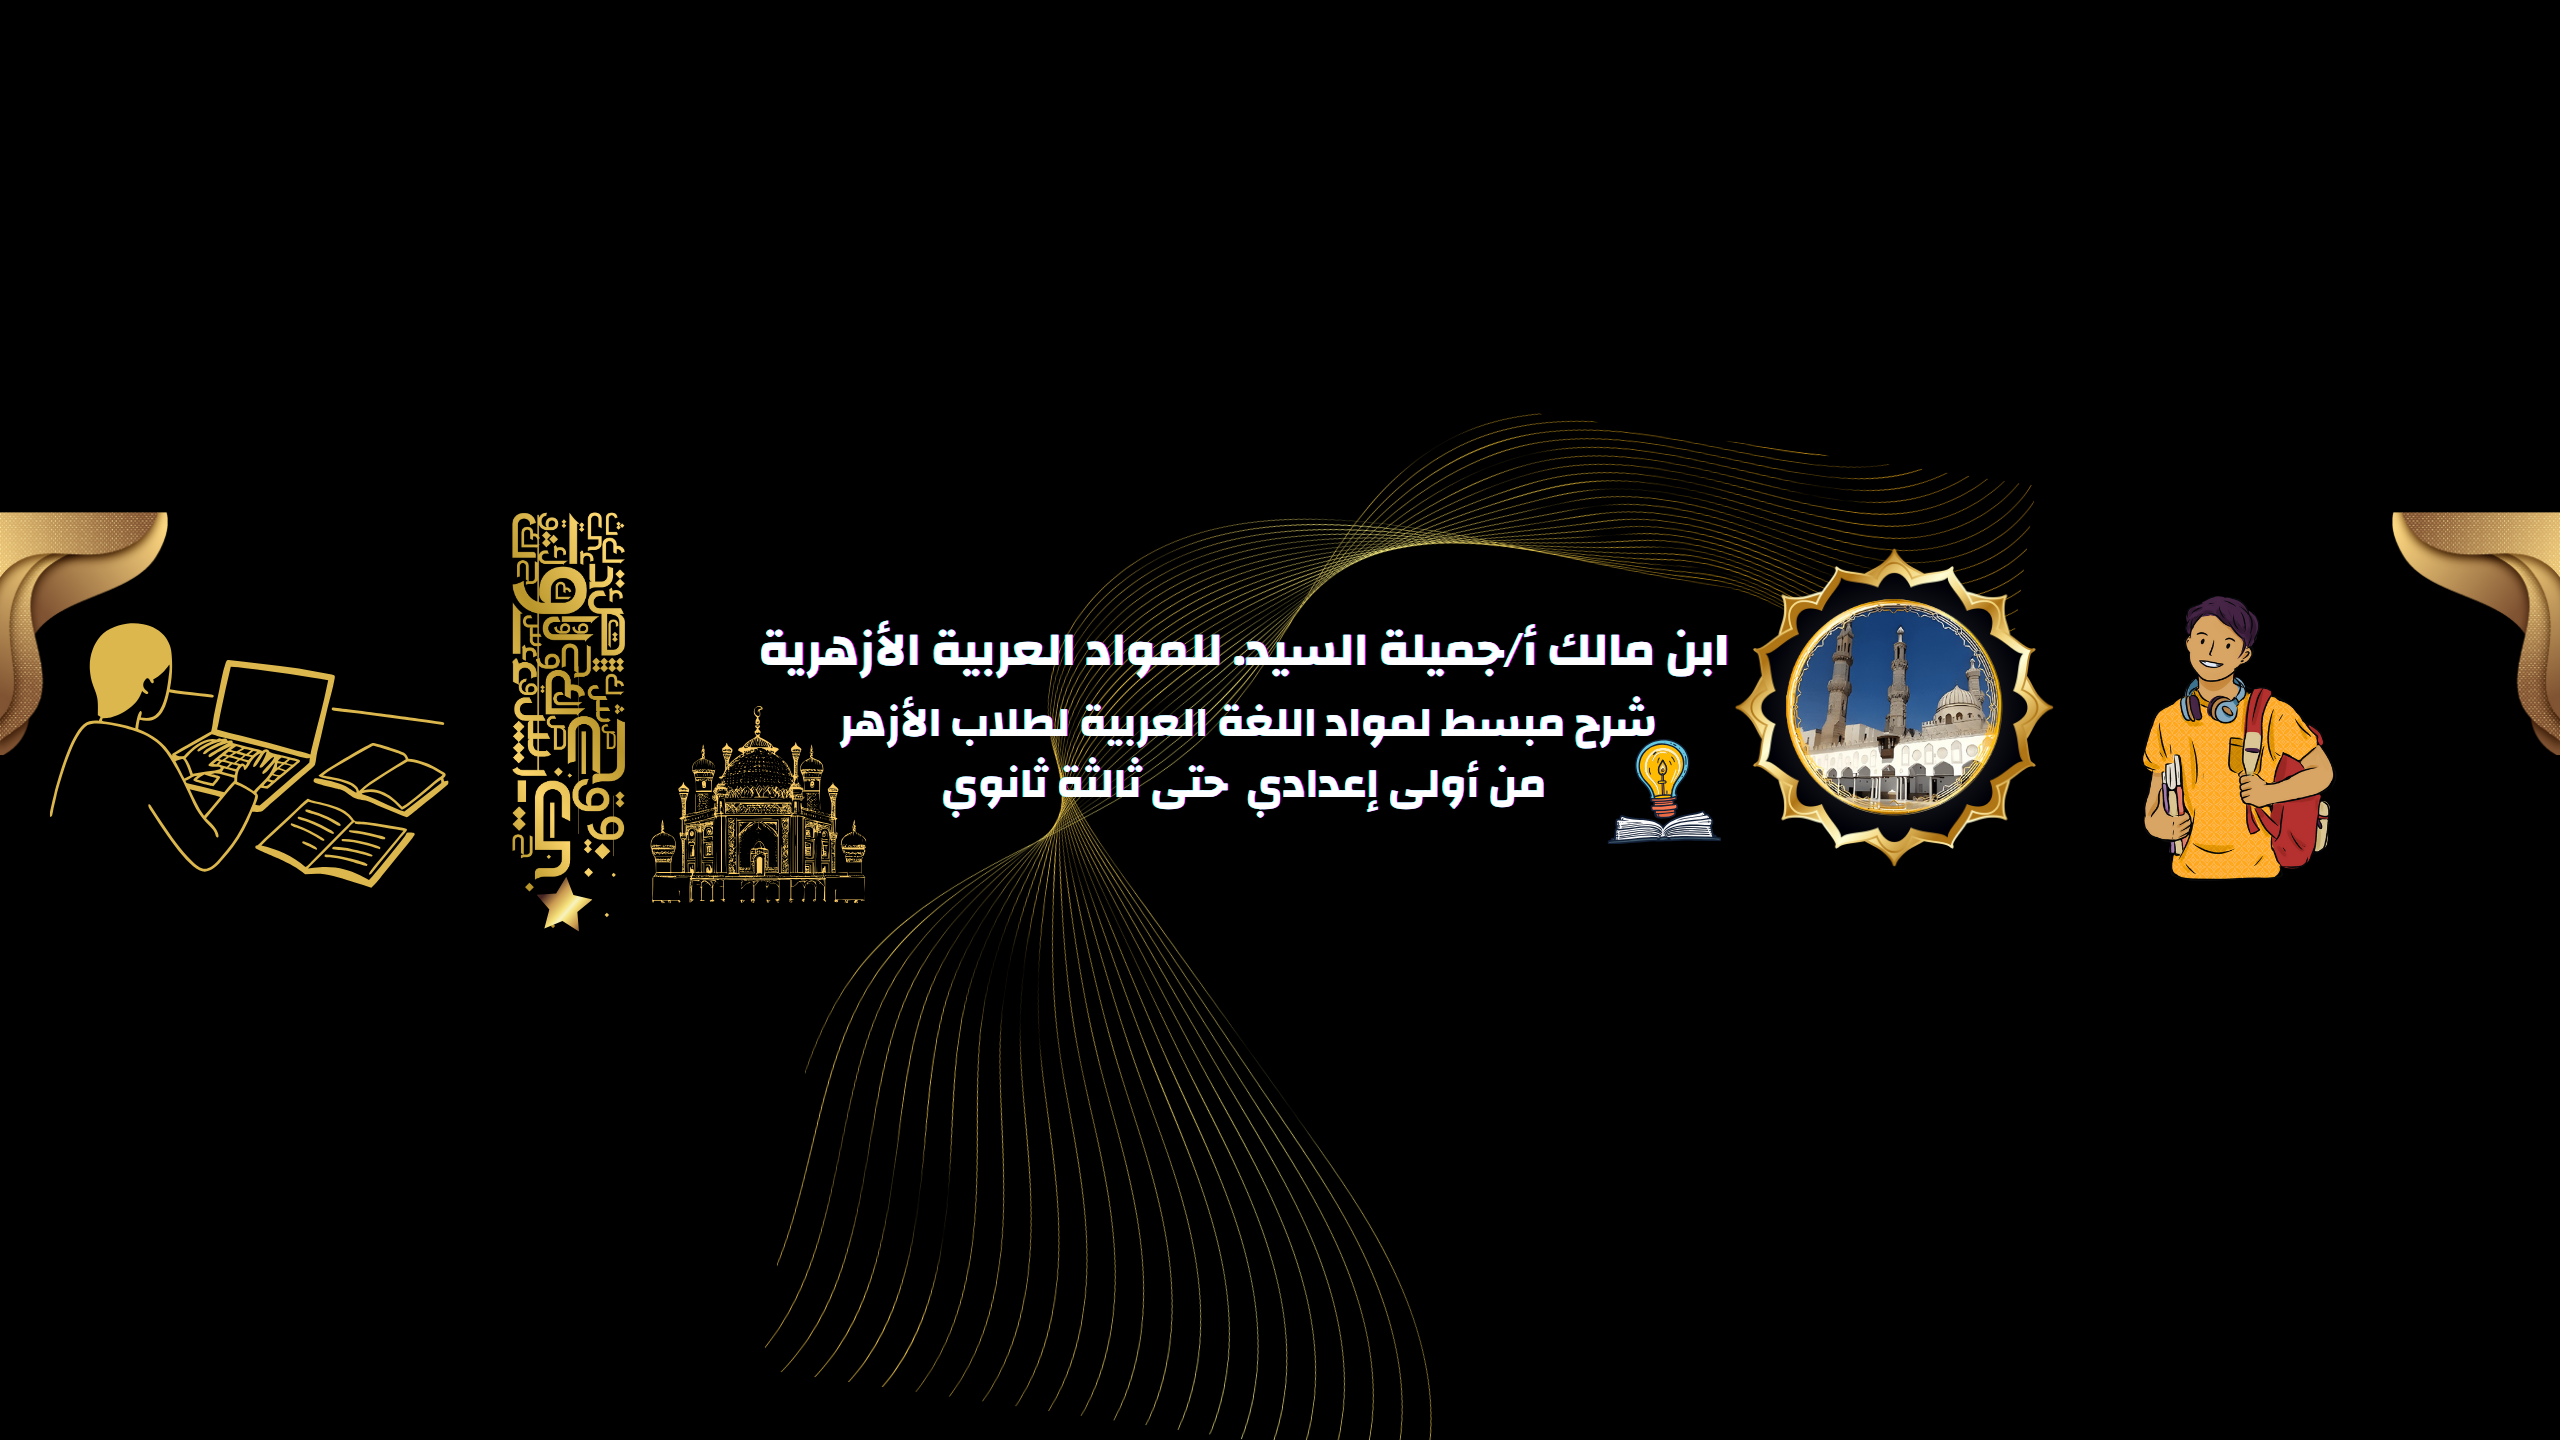 ابن مالك أ/جميلة السيد. للمواد العربية الأزهرية
شرح مبسط لمواد اللغة العربية لطلاب الأزهر
من أولى إعدادي حتى ثالثة ثانوي